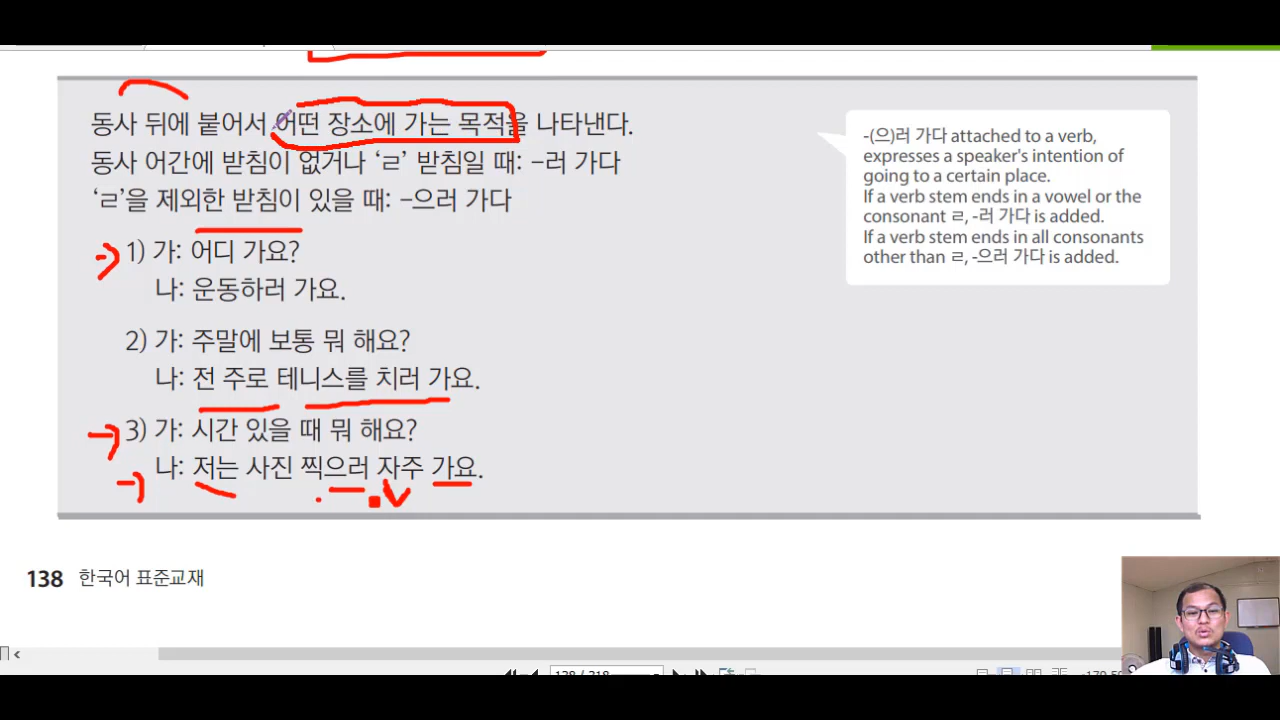 동사 뒤에 붙어서 어떤 장소에 가는 목적을 나타낸다.
동사 어간에 받침이 없거나 ‘ㄹ’ 받침일 때: –러 가다
‘ㄹ’을 제외한 받침이 있을 때: –으러 가다
1) 가: 어디 가요?
나: 운동하러 가요.
2) 가: 주말에 보통 뭐 해요?
나: 전 주로 테니스를 치러 가요.
3) 가: 시간 있을 때 뭐 해요?
나: 저는 사진 찍으러 자주 가요.
-(으)러 가다 attached to a verb,
expresses a speaker's intention of
going to a certain place.
If a verb stem ends in a vowel or the
consonant ㄹ, -러 가다 is added.
If a verb stem ends in all consonants
other than ㄹ, -으러 가다 is added.
138 한국어 표준교재
138 / 318